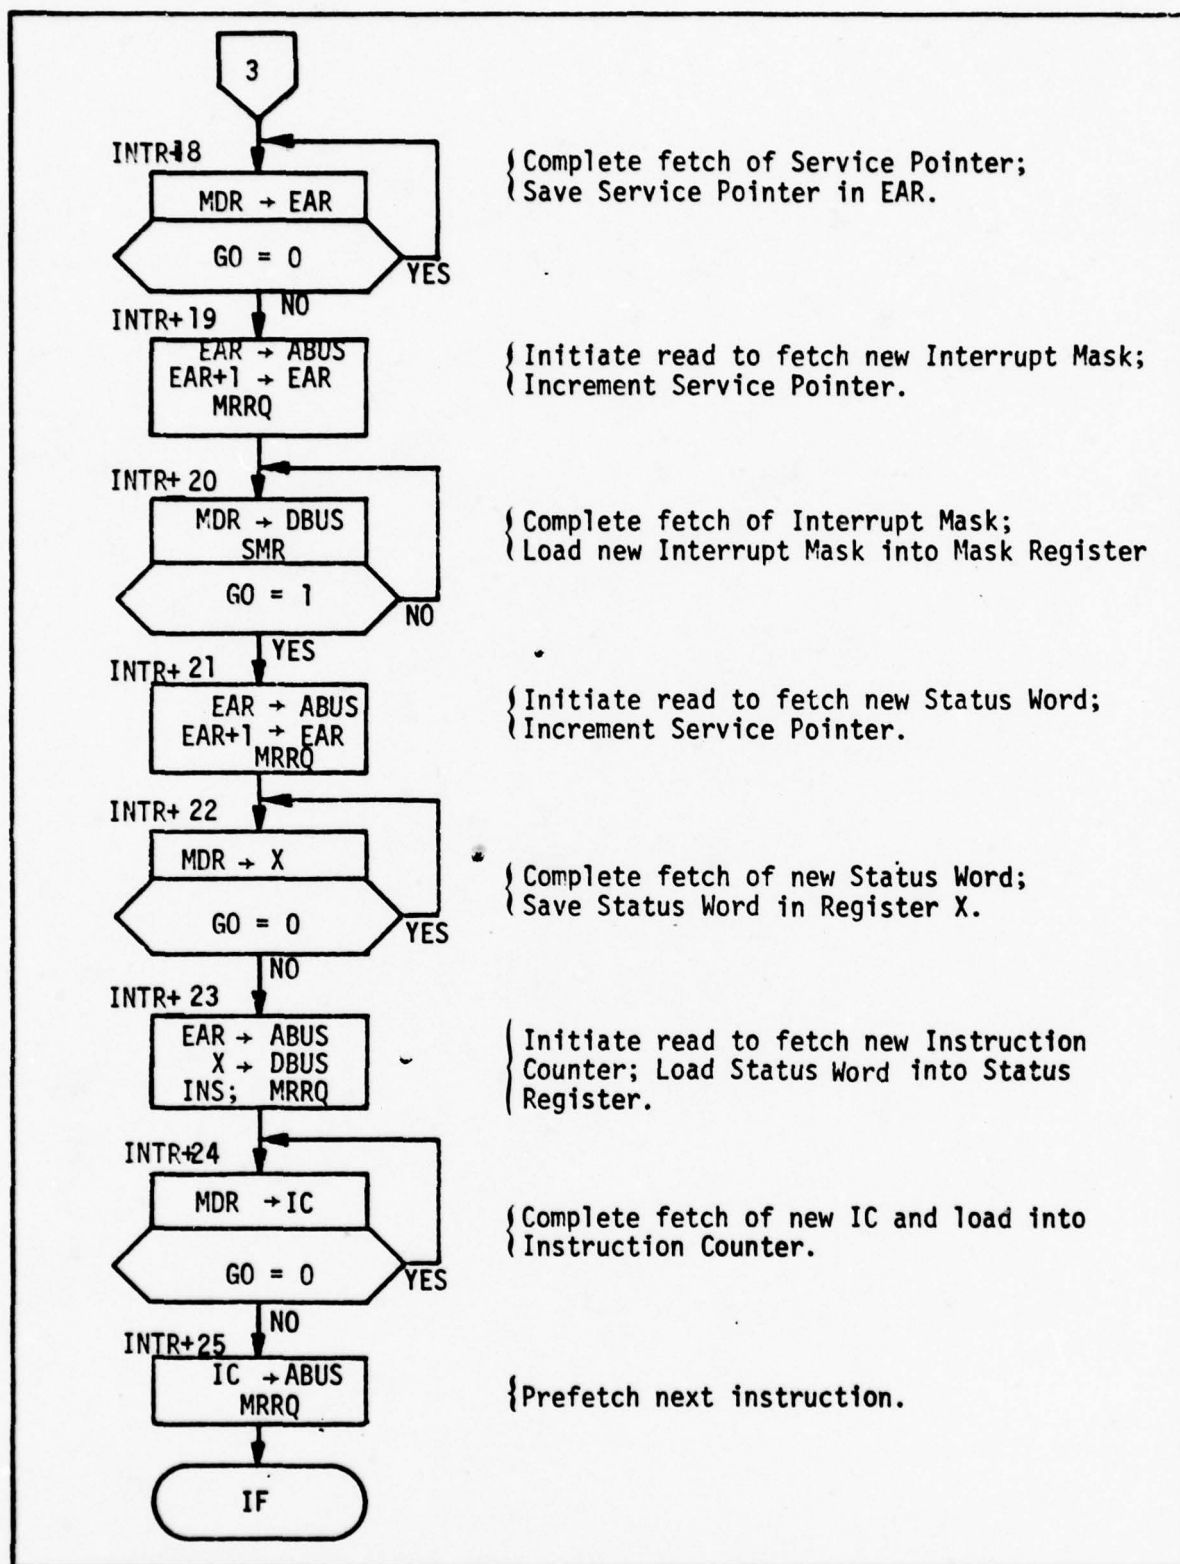 3
INTR+18
MDR → EAR
GO = 0
YES
NO
{Complete fetch of Service Pointer;
Save Service Pointer in EAR.
INTR+19
EAR → ABUS
EAR+1 → EAR
MRRQ
{Initiate read to fetch new Interrupt Mask;
Increment Service Pointer.
INTR+ 20
MDR → DBUS
SMR
GO = 1
NO
YES
{Complete fetch of Interrupt Mask;
Load new Interrupt Mask into Mask Register
INTR+ 21
EAR → ABUS
EAR+1 → EAR
MRRQ
{Initiate read to fetch new Status Word;
Increment Service Pointer.
INTR+ 22
MDR → X
GO = 0
YES
NO
{Complete fetch of new Status Word;
Save Status Word in Register X.
INTR+ 23
EAR → ABUS
X → DBUS
INS; MRRQ
{Initiate read to fetch new Instruction
Counter; Load Status Word into Status
Register.
INTR+24
MDR → IC
GO = 0
YES
NO
{Complete fetch of new IC and load into
Instruction Counter.
INTR+25
IC → ABUS
MRRQ
{Prefetch next instruction.
IF